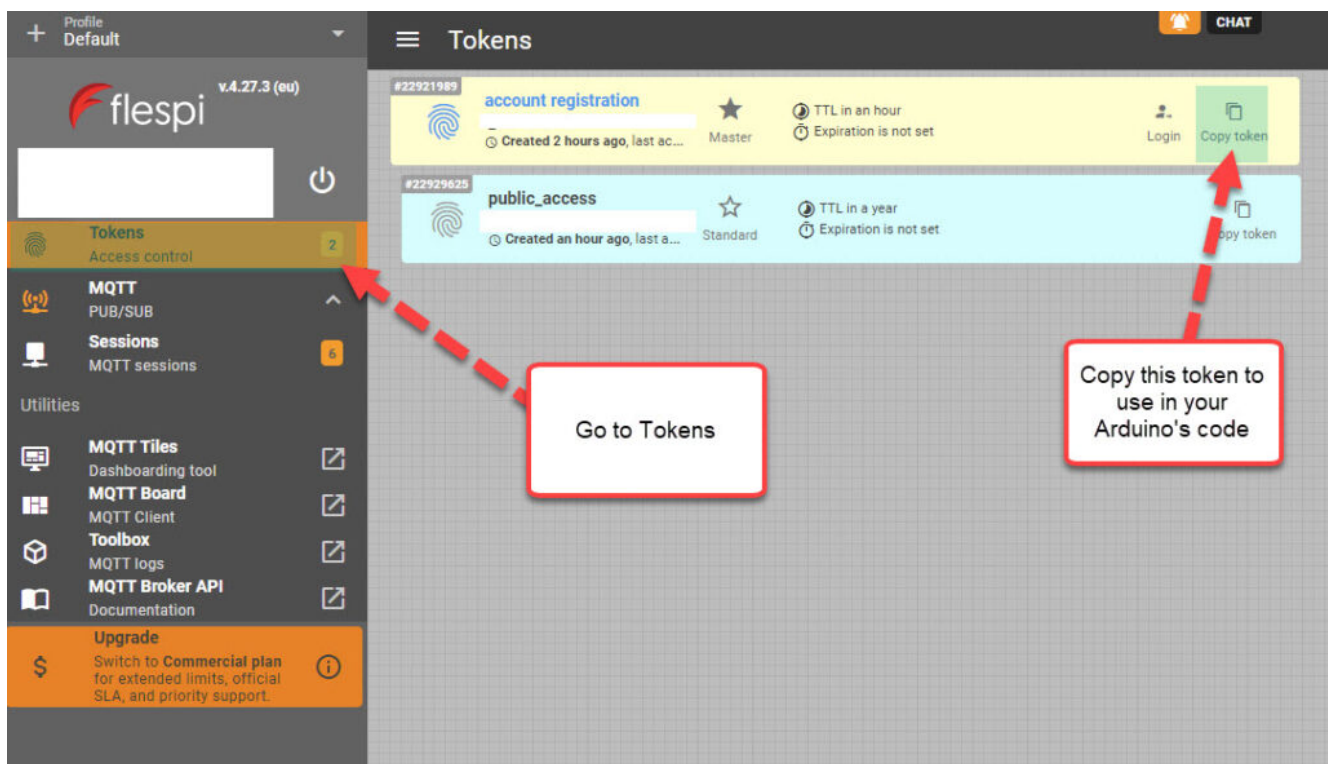 Profile
Default
flespi
v.4.27.3 (eu)
Tokens
Access control
2
MQTT
PUB/SUB
Sessions
MQTT sessions
6
Utilities
MQTT Tiles
Dashboarding tool
MQTT Board
MQTT Client
Toolbox
MQTT logs
MQTT Broker API
Documentation
Upgrade
Switch to Commercial plan
for extended limits, official
SLA, and priority support.
Tokens
CHAT
#22921989
account registration
Created 2 hours ago, last ac...
Master
TTL in an hour
Expiration is not set
Login
Copy token
#22929625
public_access
Created an hour ago, last a...
Standard
TTL in a year
Expiration is not set
opy token
Go to Tokens
Copy this token to
use in your
Arduino's code